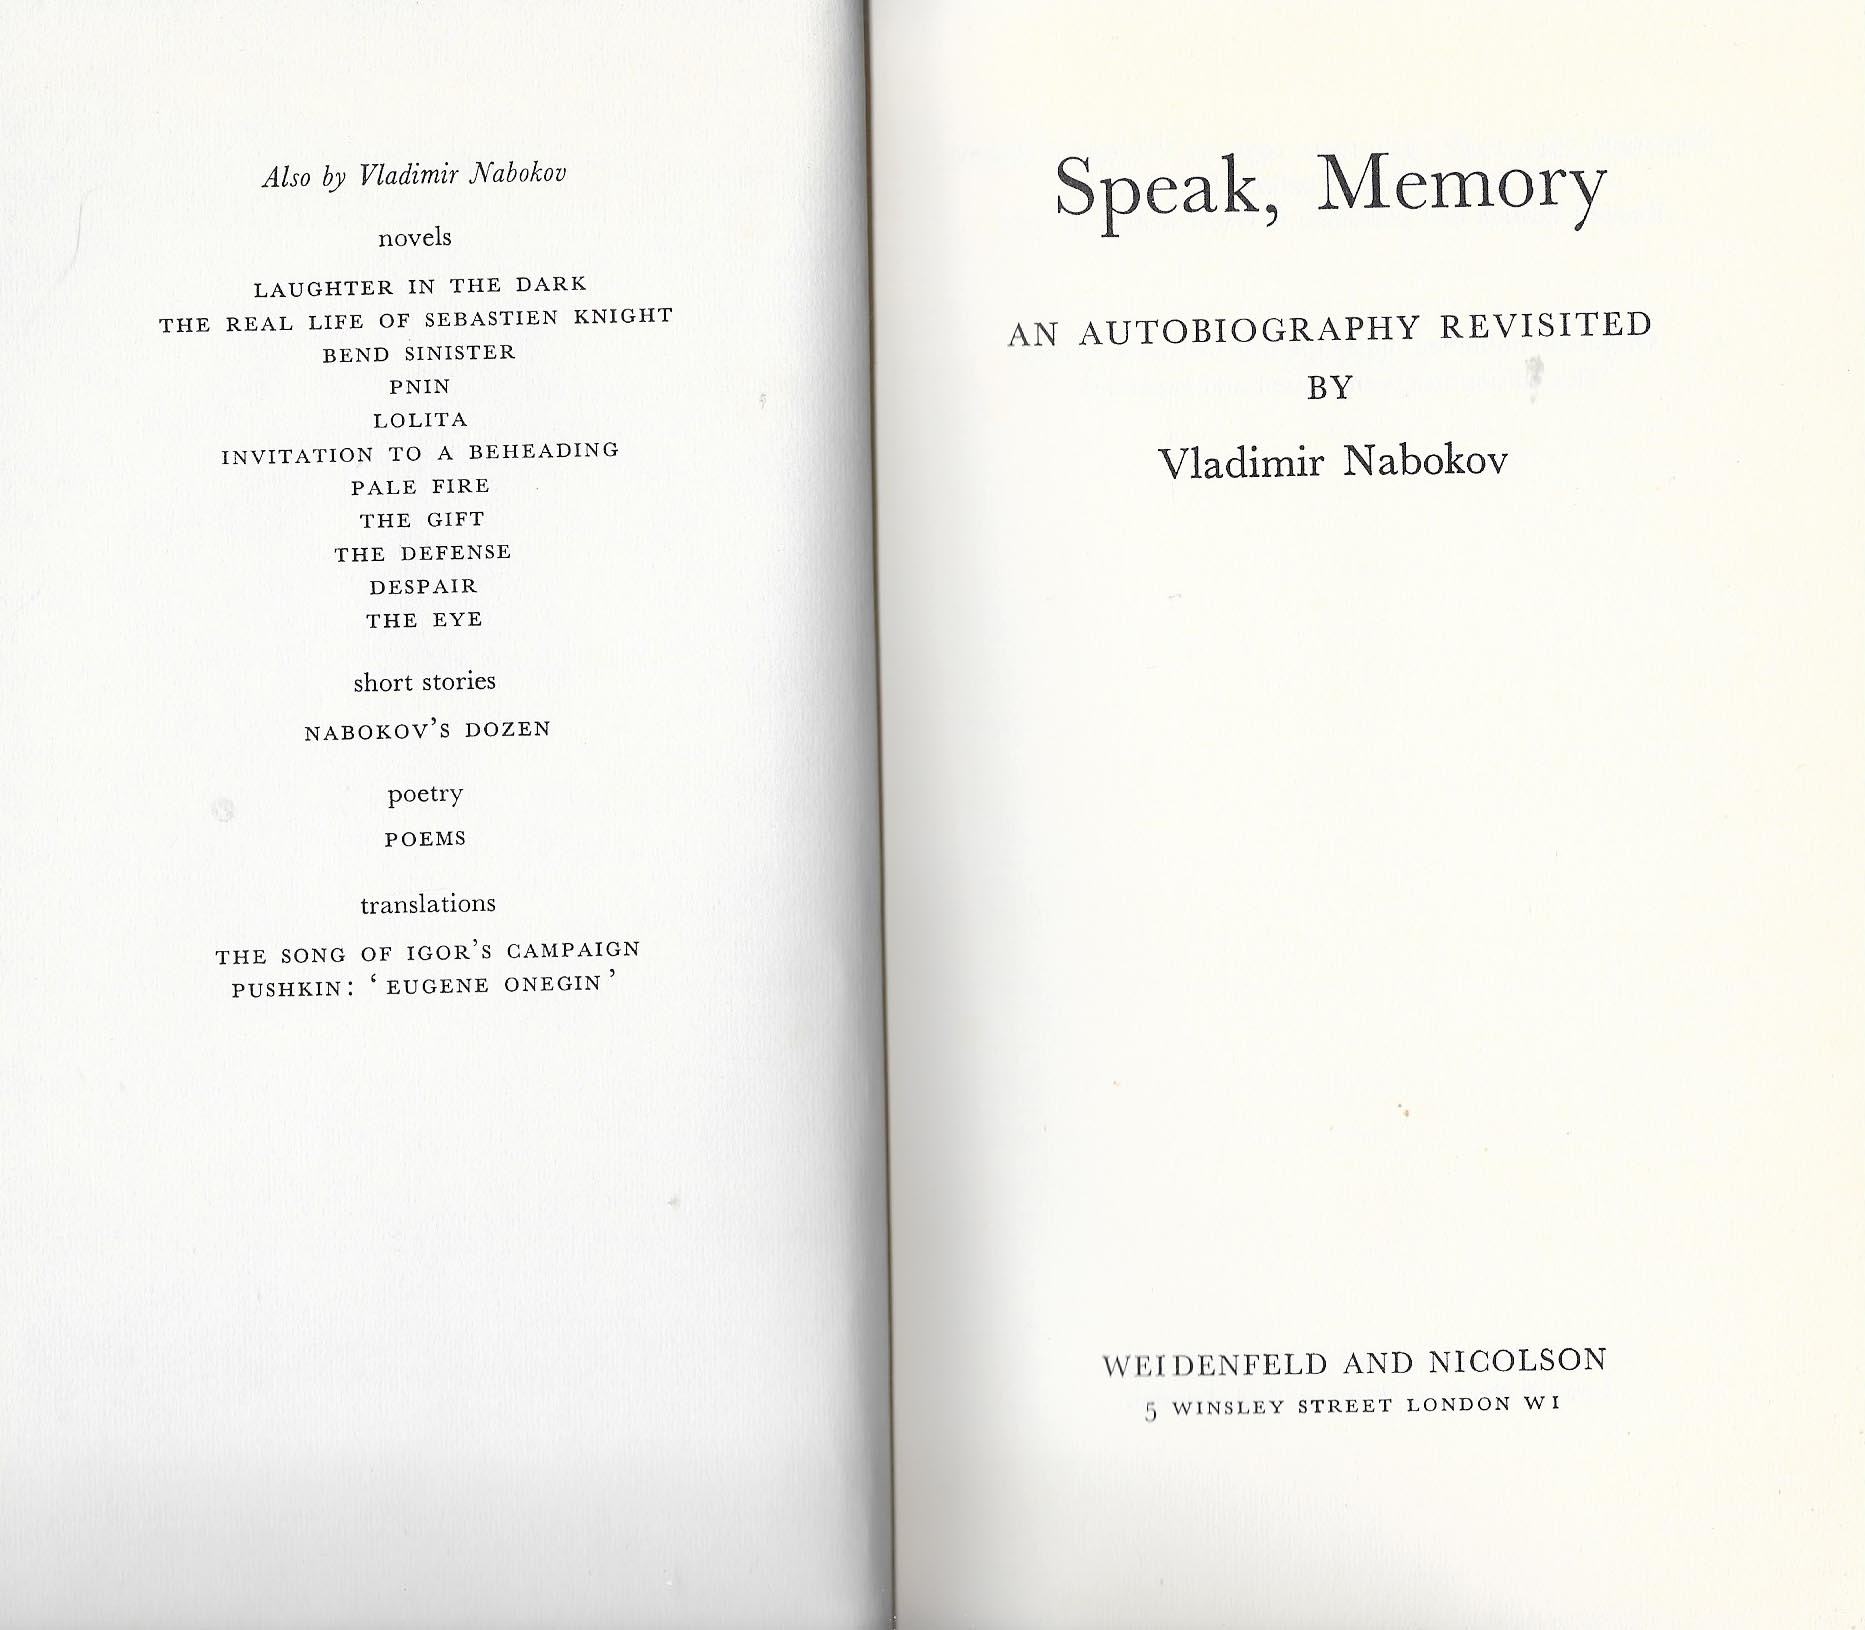 Also by Vladimir Nabokov
novels
LAUGHTER IN THE DARK
THE REAL LIFE OF SEBASTIEN KNIGHT
BEND SINISTER
PNIN
LOLITA
INVITATION TO A BEHEADING
PALE FIRE
THE GIFT
THE DEFENSE
DESPAIR
THE EYE
short stories
NABOKOV'S DOZEN
poetry
POEMS
translations
THE SONG OF IGOR'S CAMPAIGN
PUSHKIN: ‘EUGENE ONEGIN’
Speak, Memory
AN AUTOBIOGRAPHY REVISITED
BY
Vladimir Nabokov
WEIDENFELD AND NICOLSON
5 WINSLEY STREET LONDON W1